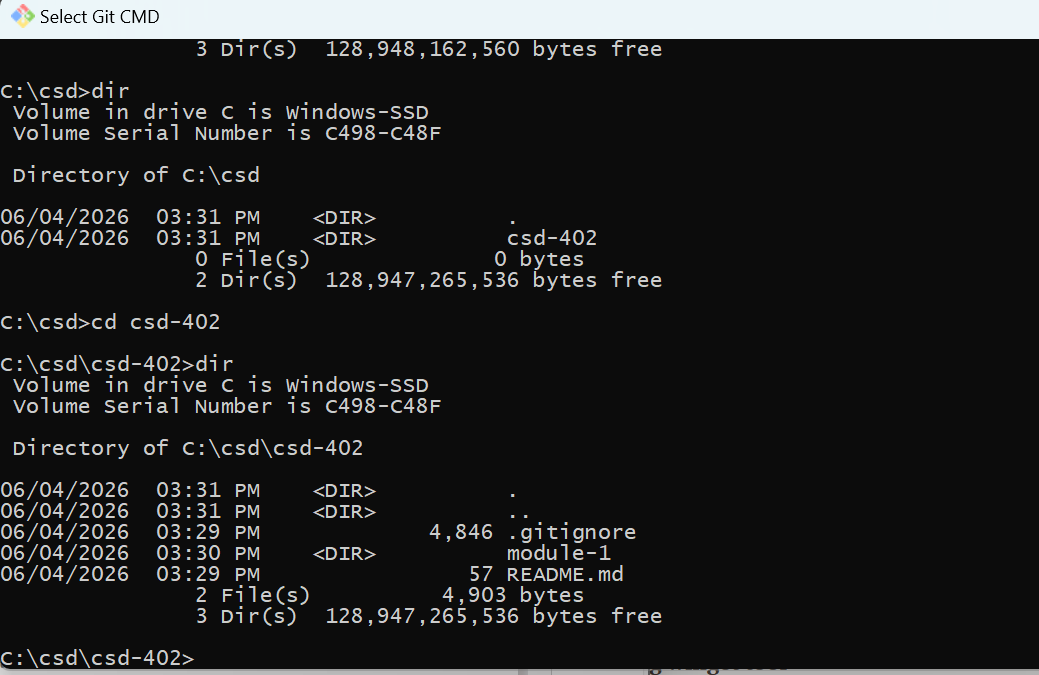 Select Git CMD
3 Dir(s)  128,948,162,560 bytes free
C:\csd>dir
Volume in drive C is Windows-SSD
Volume Serial Number is C498-C48F
Directory of C:\csd
06/04/2026  03:31 PM    <DIR>          .
06/04/2026  03:31 PM    <DIR>          csd-402
0 File(s)              0 bytes
2 Dir(s)  128,947,265,536 bytes free
C:\csd>cd csd-402
C:\csd\csd-402>dir
Volume in drive C is Windows-SSD
Volume Serial Number is C498-C48F
Directory of C:\csd\csd-402
06/04/2026  03:31 PM    <DIR>          .
06/04/2026  03:31 PM    <DIR>          ..
06/04/2026  03:29 PM             4,846 .gitignore
06/04/2026  03:30 PM    <DIR>          module-1
06/04/2026  03:29 PM                57 README.md
2 File(s)          4,903 bytes
3 Dir(s)  128,947,265,536 bytes free
C:\csd\csd-402>